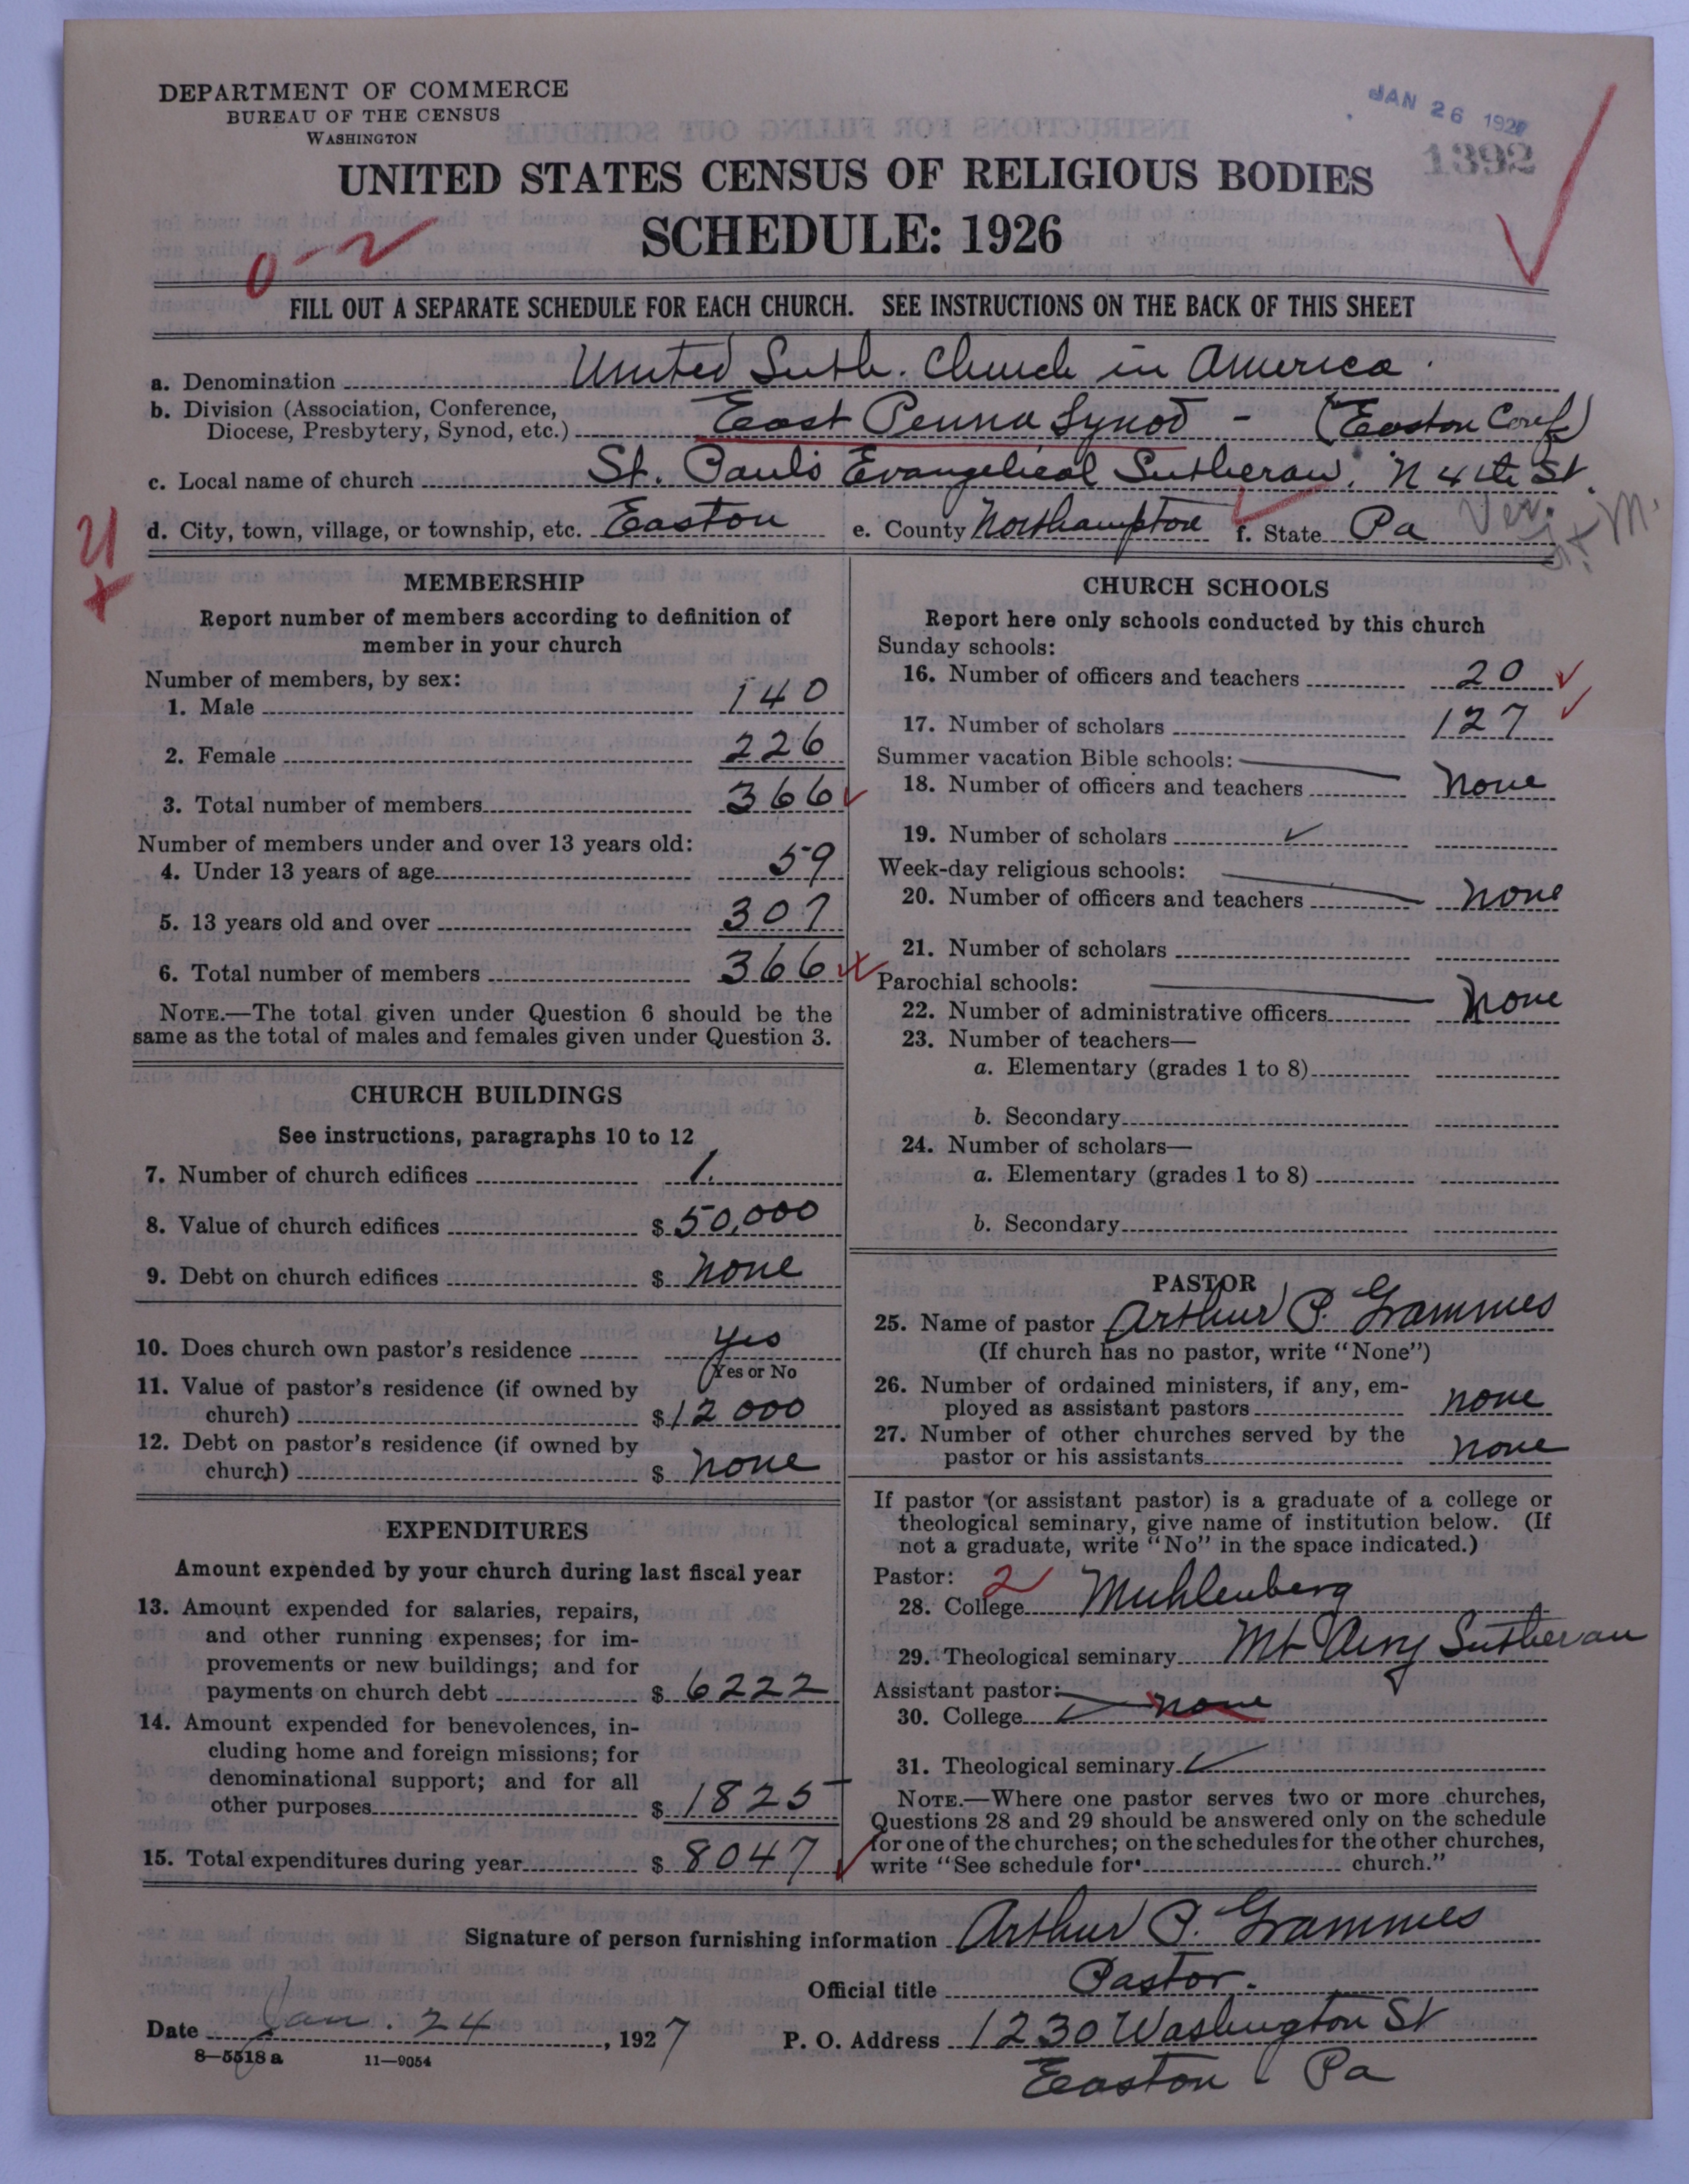 DEPARTMENT OF COMMERCE
BUREAU OF THE CENSUS
WASHINGTON
JAN 26 1927
1392
UNITED STATES CENSUS OF RELIGIOUS BODIES
SCHEDULE: 1926
0-2
FILL OUT A SEPARATE SCHEDULE FOR EACH CHURCH. SEE INSTRUCTIONS ON THE BACK OF THIS SHEET
a. Denomination United Luth. Church in America.
b. Division (Association, Conference,
Diocese, Presbytery, Synod, etc.) East Penna Synod - (Easton Conf)
c. Local name of church St. Paul's Evangelical Lutheran. N 4th St.
d. City, town, village, or township, etc. Easton e. County Northampton f. State Pa
Ver.
MEMBERSHIP
Report number of members according to definition of
member in your church
Number of members, by sex:
1. Male 140
2. Female 226
3. Total number of members 366
Number of members under and over 13 years old:
4. Under 13 years of age 59
5. 13 years old and over 307
6. Total number of members 366
NOTE.—The total given under Question 6 should be the
same as the total of males and females given under Question 3.
CHURCH BUILDINGS
See instructions, paragraphs 10 to 12
7. Number of church edifices 1.
8. Value of church edifices $ 50,000
9. Debt on church edifices $ none
10. Does church own pastor's residence yes
Yes or No
11. Value of pastor's residence (if owned by
church) $ 12 000
12. Debt on pastor's residence (if owned by
church) $ none
EXPENDITURES
Amount expended by your church during last fiscal year
13. Amount expended for salaries, repairs,
and other running expenses; for im-
provements or new buildings; and for
payments on church debt $ 6222
14. Amount expended for benevolences, in-
cluding home and foreign missions; for
denominational support; and for all
other purposes $ 1825
15. Total expenditures during year $ 8047
CHURCH SCHOOLS
Report here only schools conducted by this church
Sunday schools:
16. Number of officers and teachers 20
17. Number of scholars 127
Summer vacation Bible schools:
18. Number of officers and teachers none
19. Number of scholars
Week-day religious schools:
20. Number of officers and teachers none
21. Number of scholars
Parochial schools:
22. Number of administrative officers none
23. Number of teachers—
a. Elementary (grades 1 to 8)
b. Secondary
24. Number of scholars—
a. Elementary (grades 1 to 8)
b. Secondary
PASTOR
25. Name of pastor Arthur P. Grammes
(If church has no pastor, write "None")
26. Number of ordained ministers, if any, em-
ployed as assistant pastors none
27. Number of other churches served by the
pastor or his assistants none
If pastor (or assistant pastor) is a graduate of a college or
theological seminary, give name of institution below. (If
not a graduate, write "No" in the space indicated.)
Pastor: 2
28. College Muhlenberg
29. Theological seminary Mt Airy Lutheran
Assistant pastor:
30. College none
31. Theological seminary
NOTE.—Where one pastor serves two or more churches,
Questions 28 and 29 should be answered only on the schedule
for one of the churches; on the schedules for the other churches,
write "See schedule for church."
Signature of person furnishing information Arthur P. Grammes
Official title Pastor.
Date Jan. 24, 1927 P. O. Address 1230 Washington St
Easton Pa
8—5518 a 11—9054